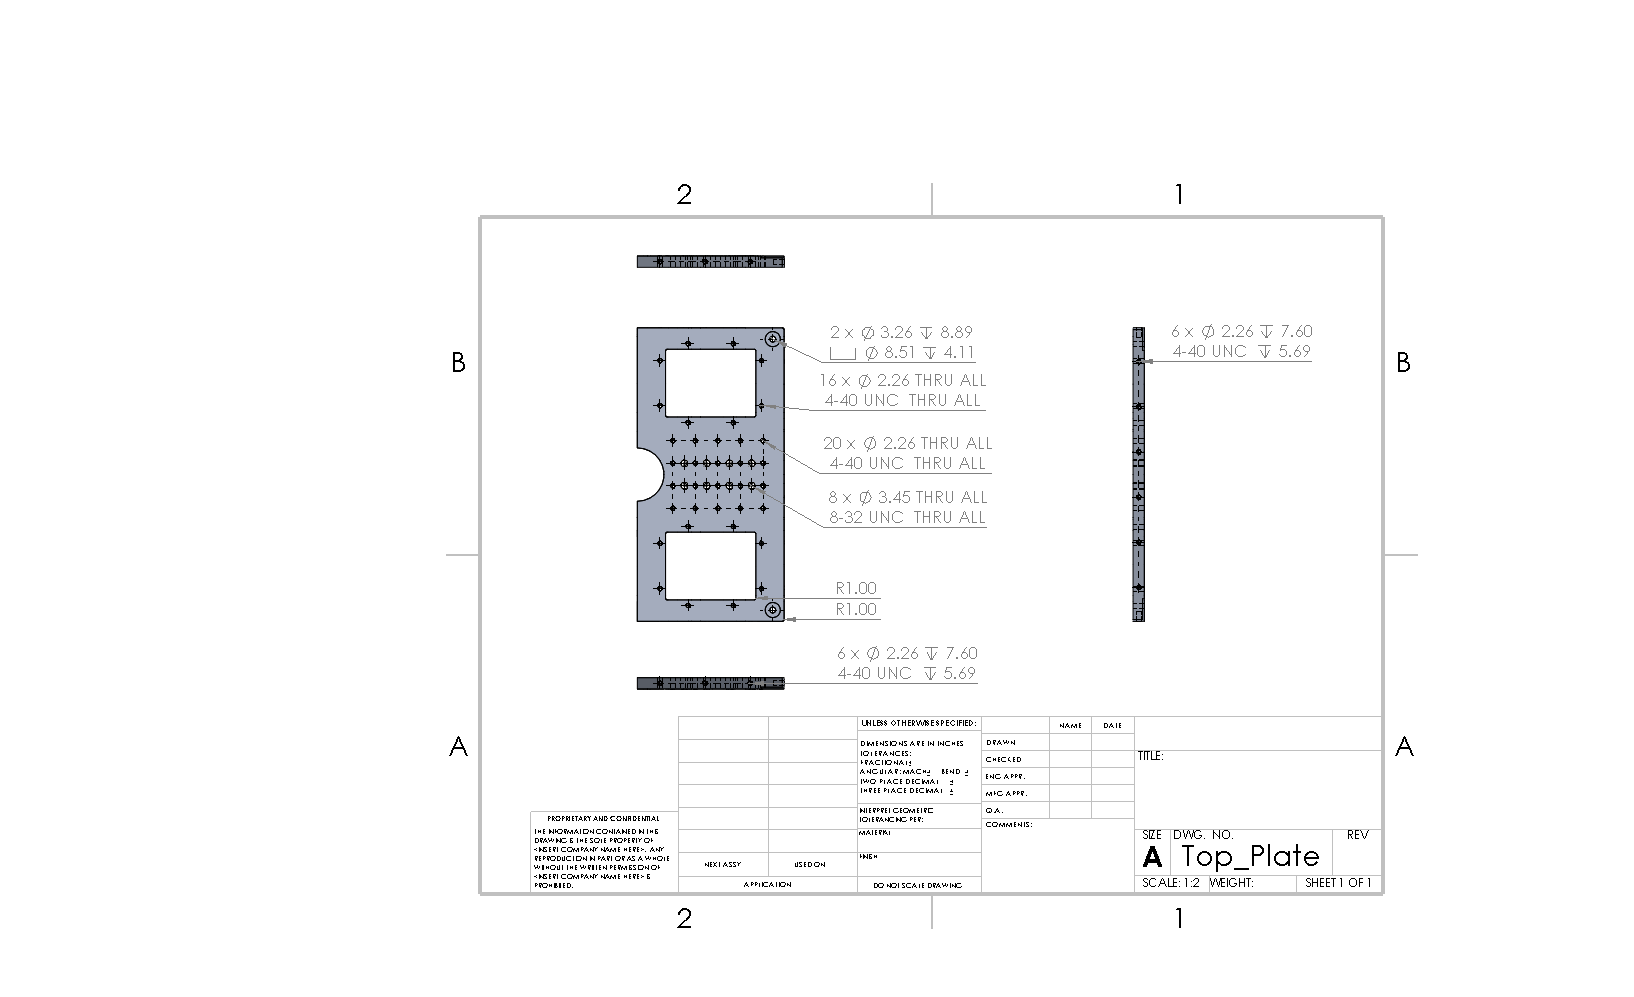 2 1
B B
2 x Ø 3.26 ↧ 8.89
⌴ Ø 8.51 ↧ 4.11
16 x Ø 2.26 THRU ALL
4-40 UNC THRU ALL
20 x Ø 2.26 THRU ALL
4-40 UNC THRU ALL
8 x Ø 3.45 THRU ALL
8-32 UNC THRU ALL
R1.00
R1.00
6 x Ø 2.26 ↧ 7.60
4-40 UNC ↧ 5.69
6 x Ø 2.26 ↧ 7.60
4-40 UNC ↧ 5.69
A A
PROPRIETARY AND CONFIDENTIAL
THE INFORMATION CONTAINED IN THIS
DRAWING IS THE SOLE PROPERTY OF
<INSERT COMPANY NAME HERE>. ANY
REPRODUCTION IN PART OR AS A WHOLE
WITHOUT THE WRITTEN PERMISSION OF
<INSERT COMPANY NAME HERE> IS
PROHIBITED.
NEXT ASSY USED ON
APPLICATION
UNLESS OTHERWISE SPECIFIED:
DIMENSIONS ARE IN INCHES
TOLERANCES:
FRACTIONAL ±
ANGULAR: MACH ± BEND ±
TWO PLACE DECIMAL ±
THREE PLACE DECIMAL ±
INTERPRET GEOMETRIC
TOLERANCING PER:
MATERIAL
FINISH
DO NOT SCALE DRAWING
NAME DATE
DRAWN
CHECKED
ENG APPR.
MFG APPR.
Q.A.
COMMENTS:
TITLE:
SIZE DWG. NO. REV
A Top_Plate
SCALE: 1:2 WEIGHT: SHEET 1 OF 1
2 1